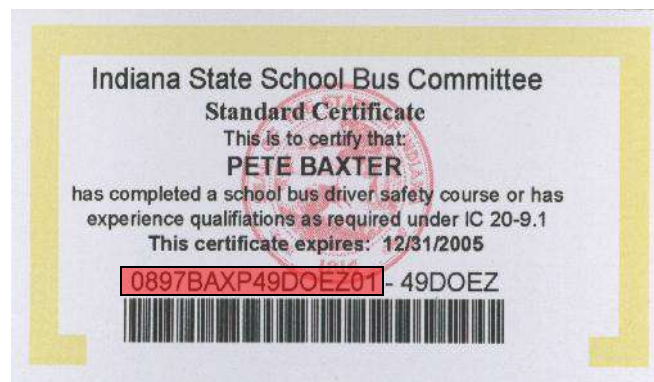 Indiana State School Bus Committee
Standard Certificate
This is to certify that:
PETE BAXTER
has completed a school bus driver safety course or has
experience qualifiations as required under IC 20-9.1
This certificate expires: 12/31/2005
0897BAXP49DOEZ01 - 49DOEZ